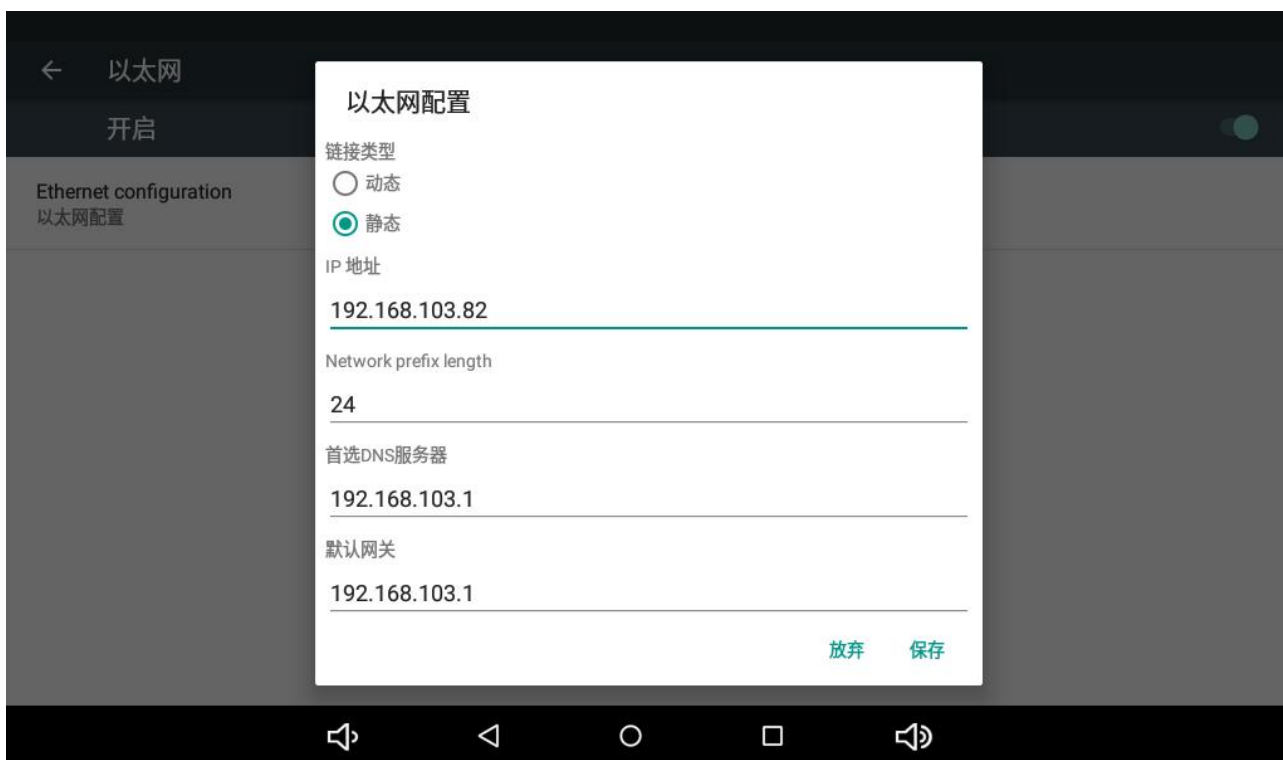 以太网
开启
Ethernet configuration
以太网配置
以太网配置
链接类型
动态
静态
IP 地址
192.168.103.82
Network prefix length
24
首选DNS服务器
192.168.103.1
默认网关
192.168.103.1
放弃 保存